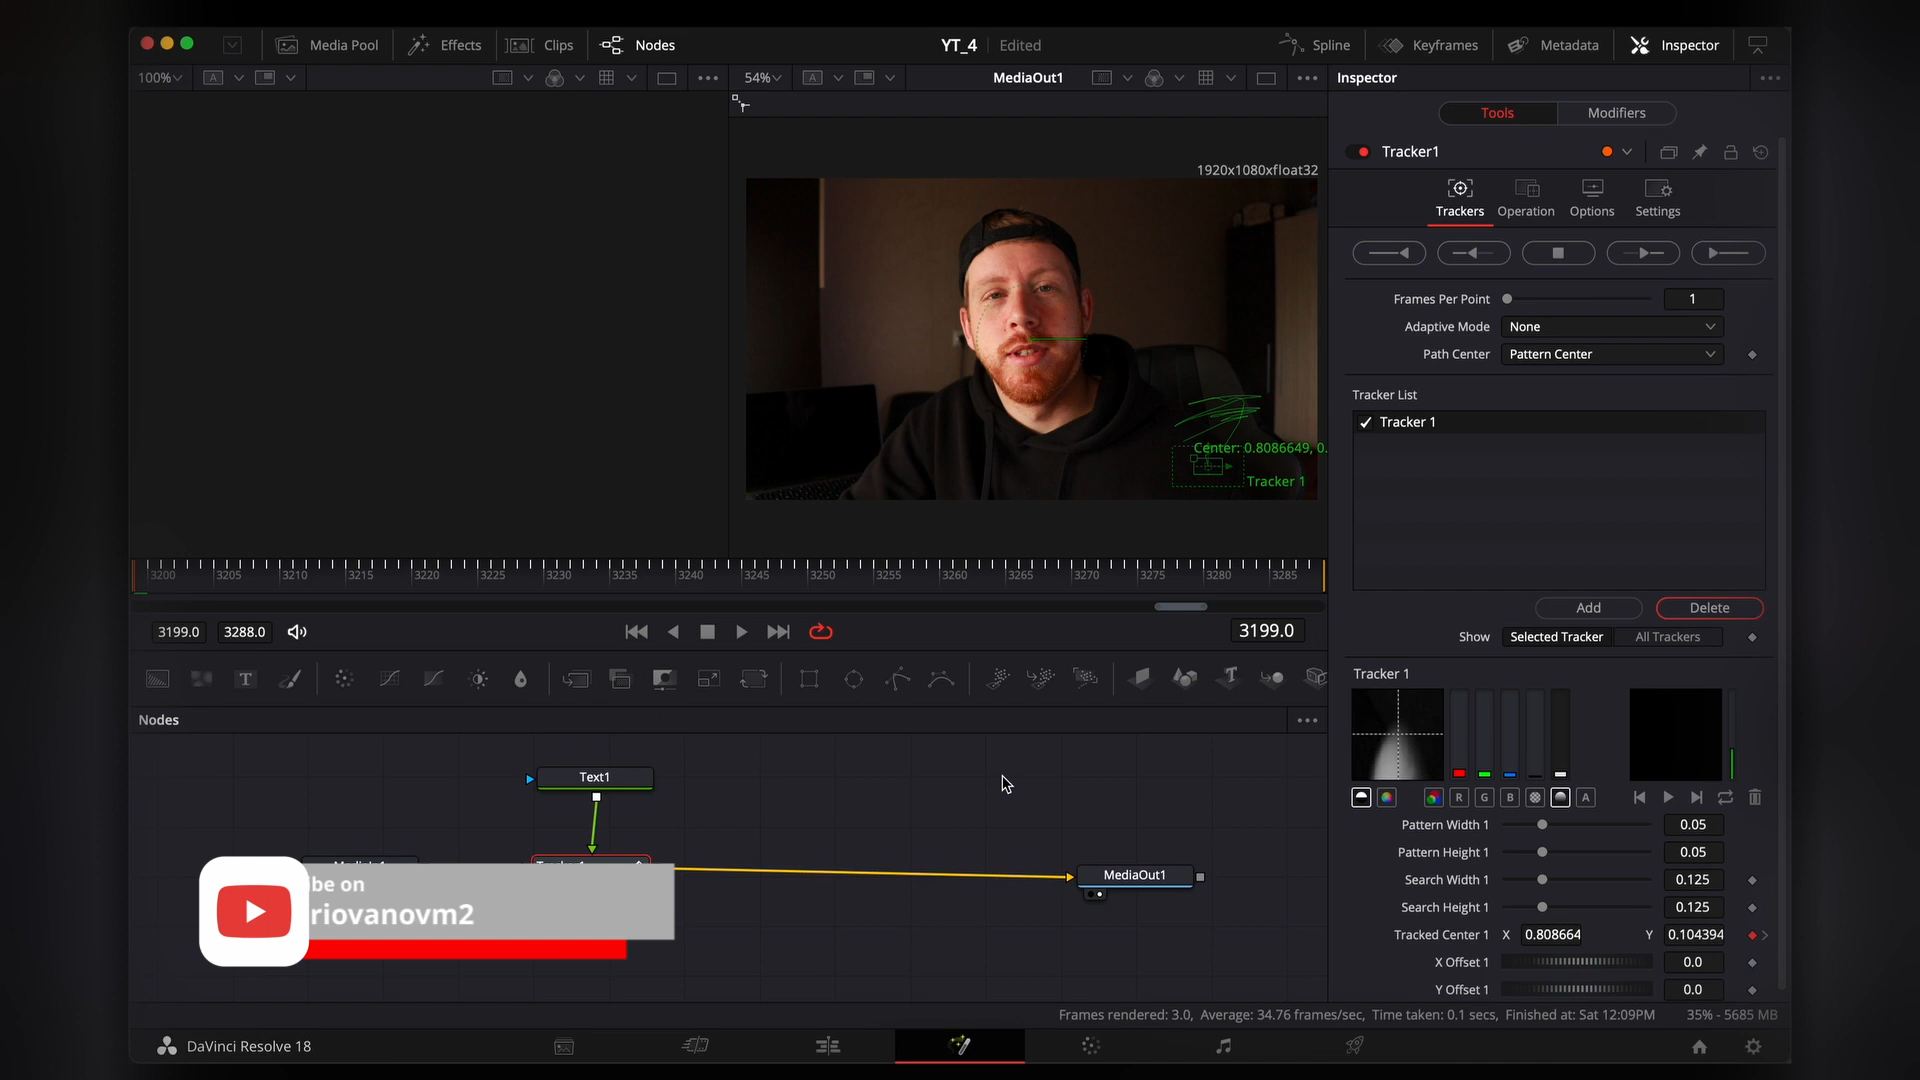 Media Pool
Effects
Clips
Nodes
YT_4
Edited
Spline
Keyframes
Metadata
Inspector
100%
A
54%
A
MediaOut1
Inspector
Tools
Modifiers
Tracker1
1920x1080xfloat32
Trackers
Operation
Options
Settings
Frames Per Point
1
Adaptive Mode
None
Path Center
Pattern Center
Tracker List
Tracker 1
Center: 0.8086649, 0.
Tracker 1
3200
3205
3210
3215
3220
3225
3230
3235
3240
3245
3250
3255
3260
3265
3270
3275
3280
3285
Add
Delete
3199.0
3288.0
3199.0
Show
Selected Tracker
All Trackers
T
T
Tracker 1
Nodes
Text1
R
G
B
A
Pattern Width 1
0.05
Pattern Height 1
0.05
Search Width 1
0.125
Search Height 1
0.125
MediaOut1
be on
riovanovm2
Tracked Center 1
X
0.808664
Y
0.104394
X Offset 1
0.0
Y Offset 1
0.0
Frames rendered: 3.0, Average: 34.76 frames/sec, Time taken: 0.1 secs, Finished at: Sat 12:09PM
35% - 5685 MB
DaVinci Resolve 18